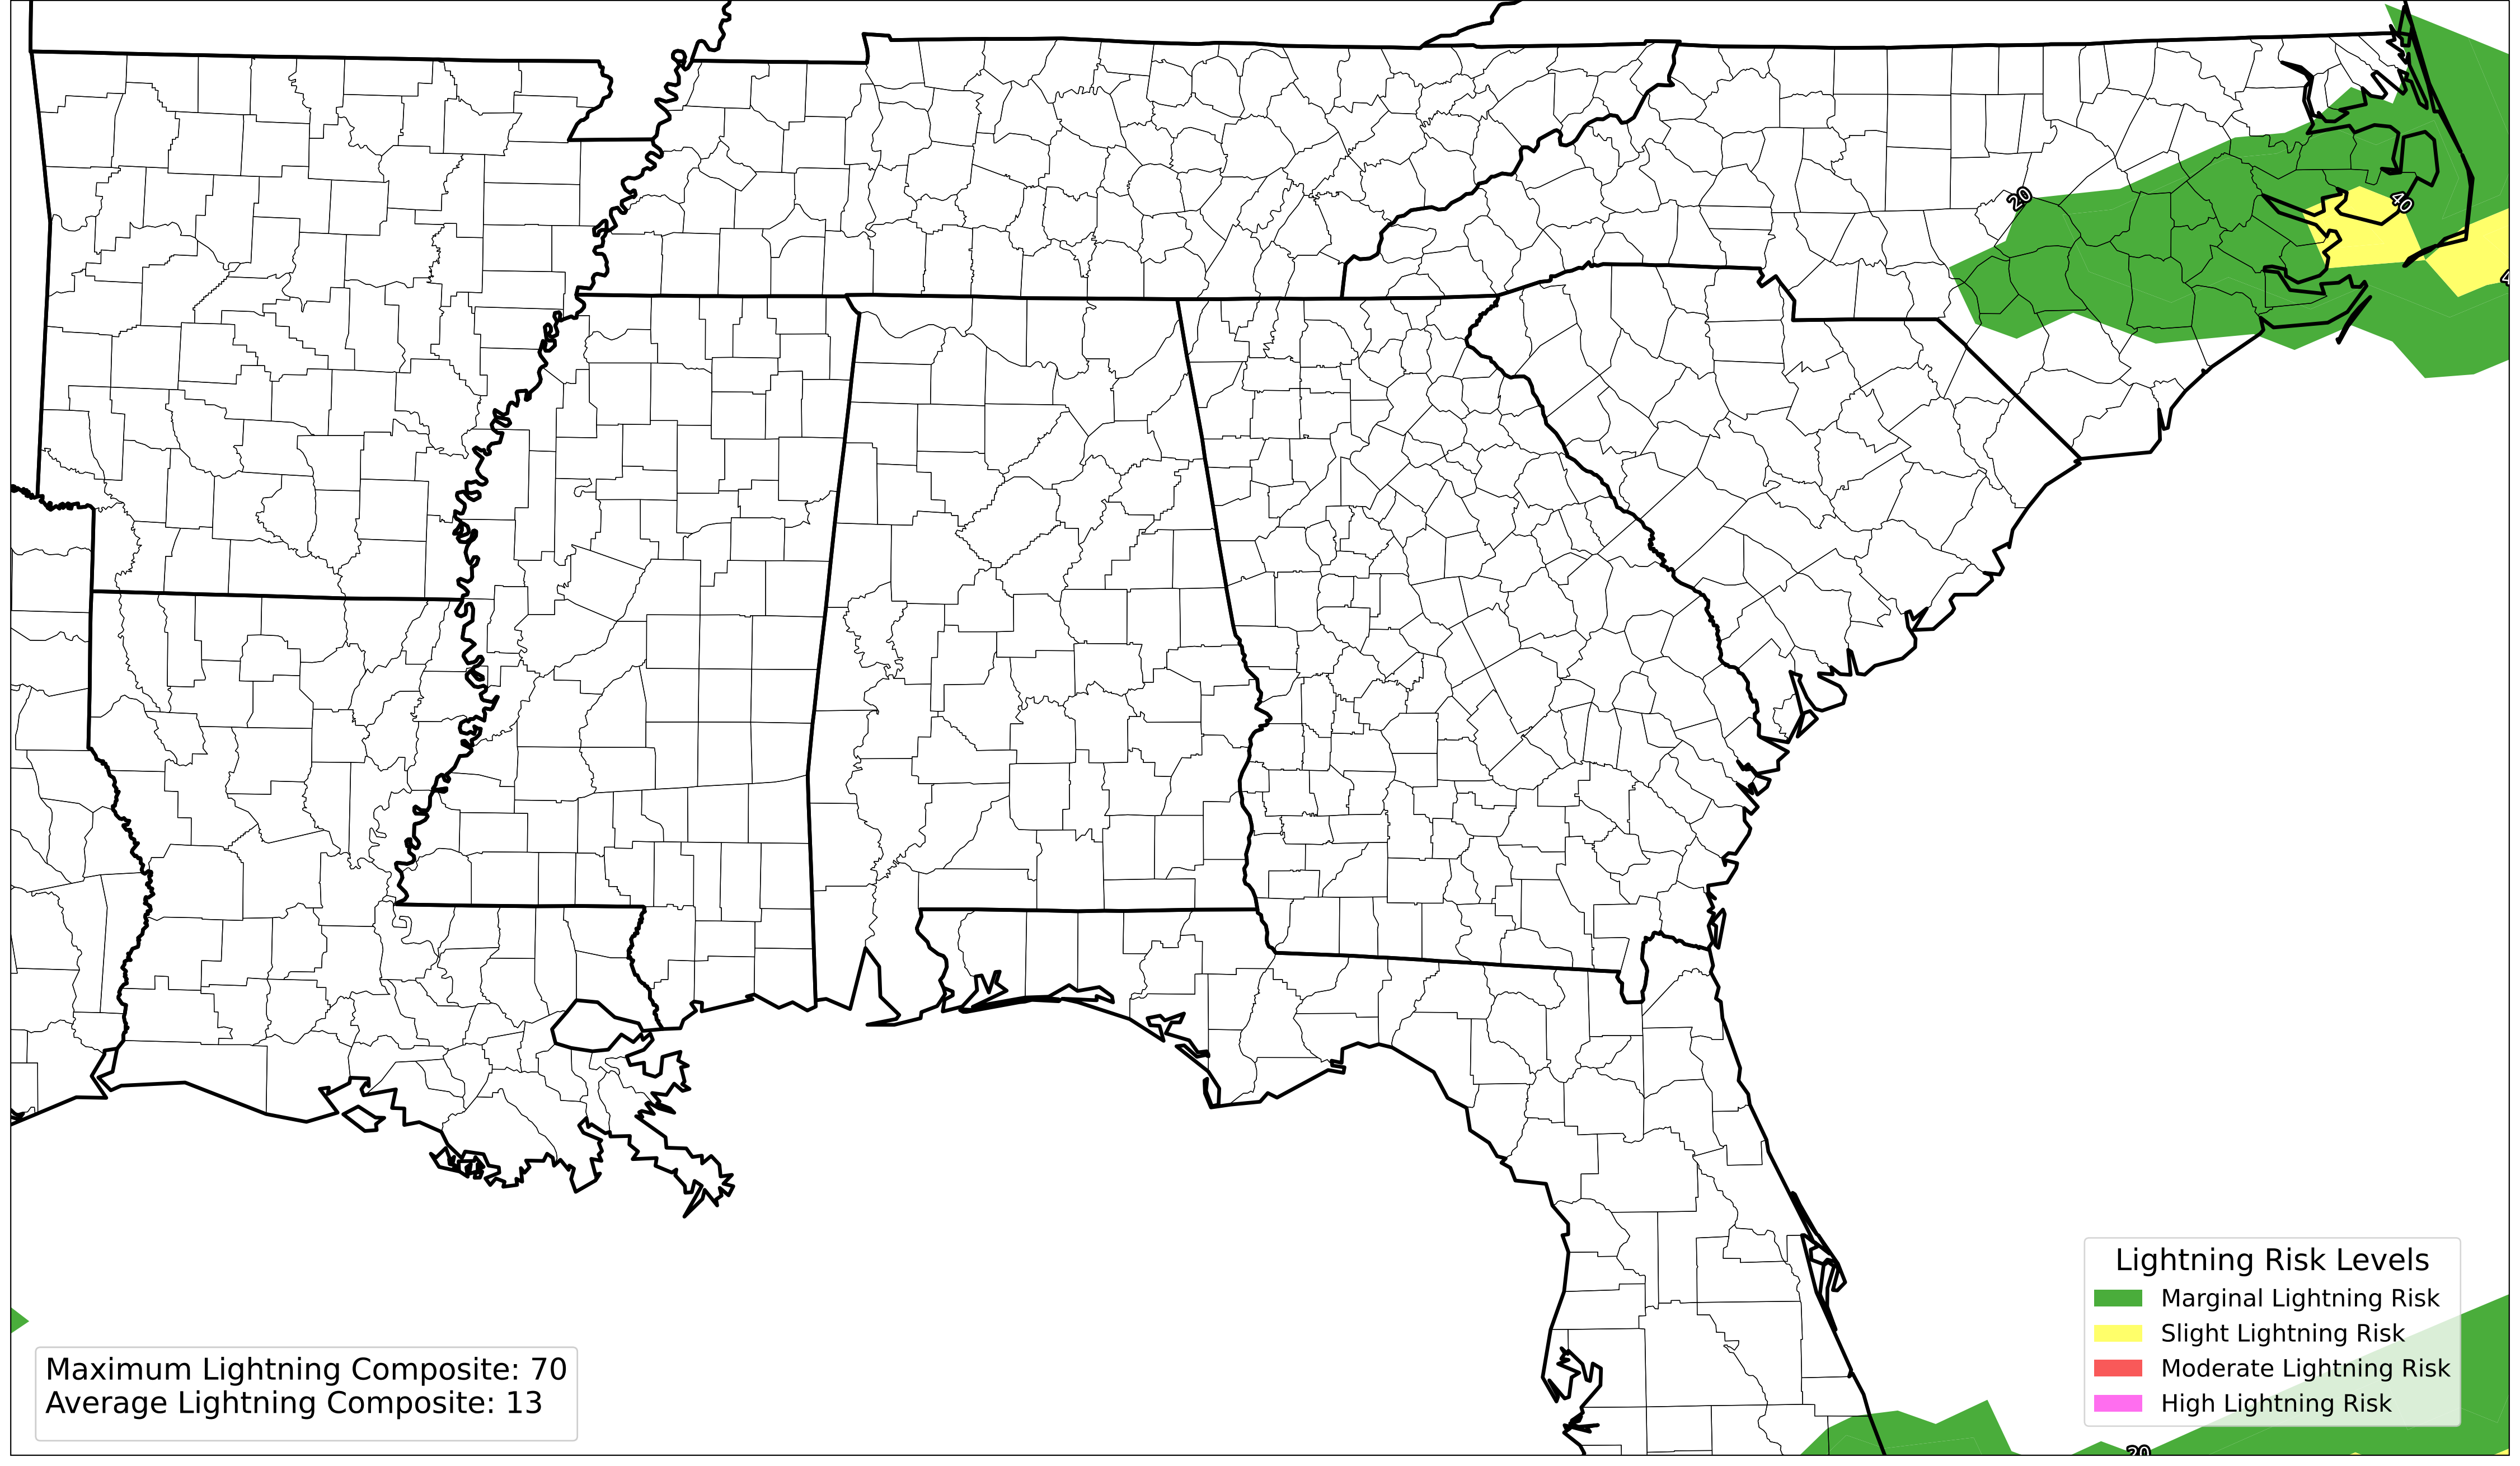 20
40
4
Lightning Risk Levels
Marginal Lightning Risk
Slight Lightning Risk
Moderate Lightning Risk
High Lightning Risk
Maximum Lightning Composite: 70
Average Lightning Composite: 13
20